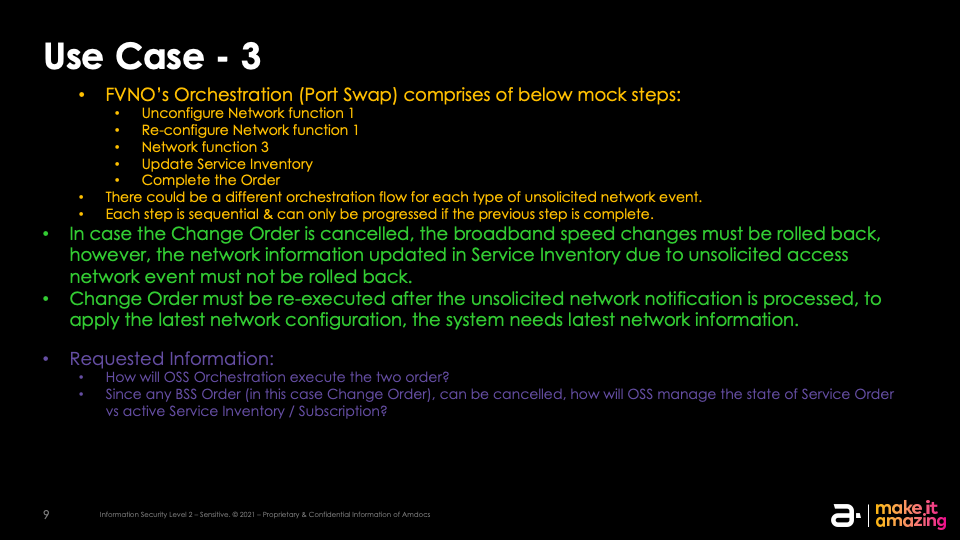 Use Case - 3
• FVNO's Orchestration (Port Swap) comprises of below mock steps:
• Unconfigure Network function 1
• Re-configure Network function 1
• Network function 3
• Update Service Inventory
• Complete the Order
• There could be a different orchestration flow for each type of unsolicited network event.
• Each step is sequential & can only be progressed if the previous step is complete.
• In case the Change Order is cancelled, the broadband speed changes must be rolled back,
however, the network information updated in Service Inventory due to unsolicited access
network event must not be rolled back.
• Change Order must be re-executed after the unsolicited network notification is processed, to
apply the latest network configuration, the system needs latest network information.
• Requested Information:
• How will OSS Orchestration execute the two order?
• Since any BSS Order (in this case Change Order), can be cancelled, how will OSS manage the state of Service Order
vs active Service Inventory / Subscription?
9
Information Security Level 2 – Sensitive. © 2021 – Proprietary & Confidential Information of Amdocs
a.
make it
amazing